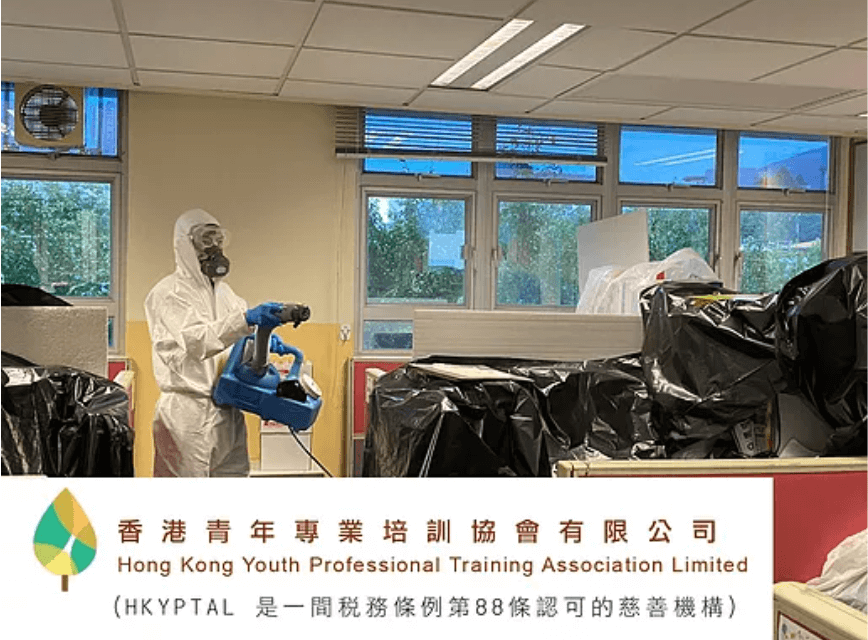 香港青年專業培訓協會有限公司
Hong Kong Youth Professional Training Association Limited
(HKYPTAL 是一間税務條例第88條認可的慈善機構)